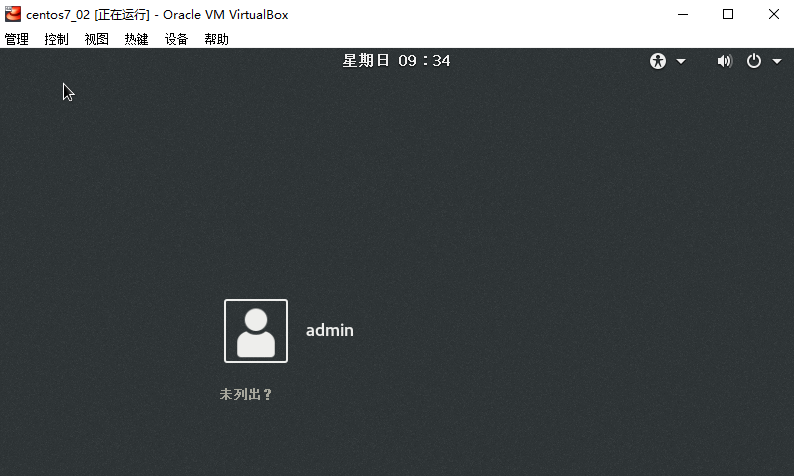 centos7_02 [正在运行] - Oracle VM VirtualBox
管理 控制 视图 热键 设备 帮助
星期日 09：34
admin
未列出？